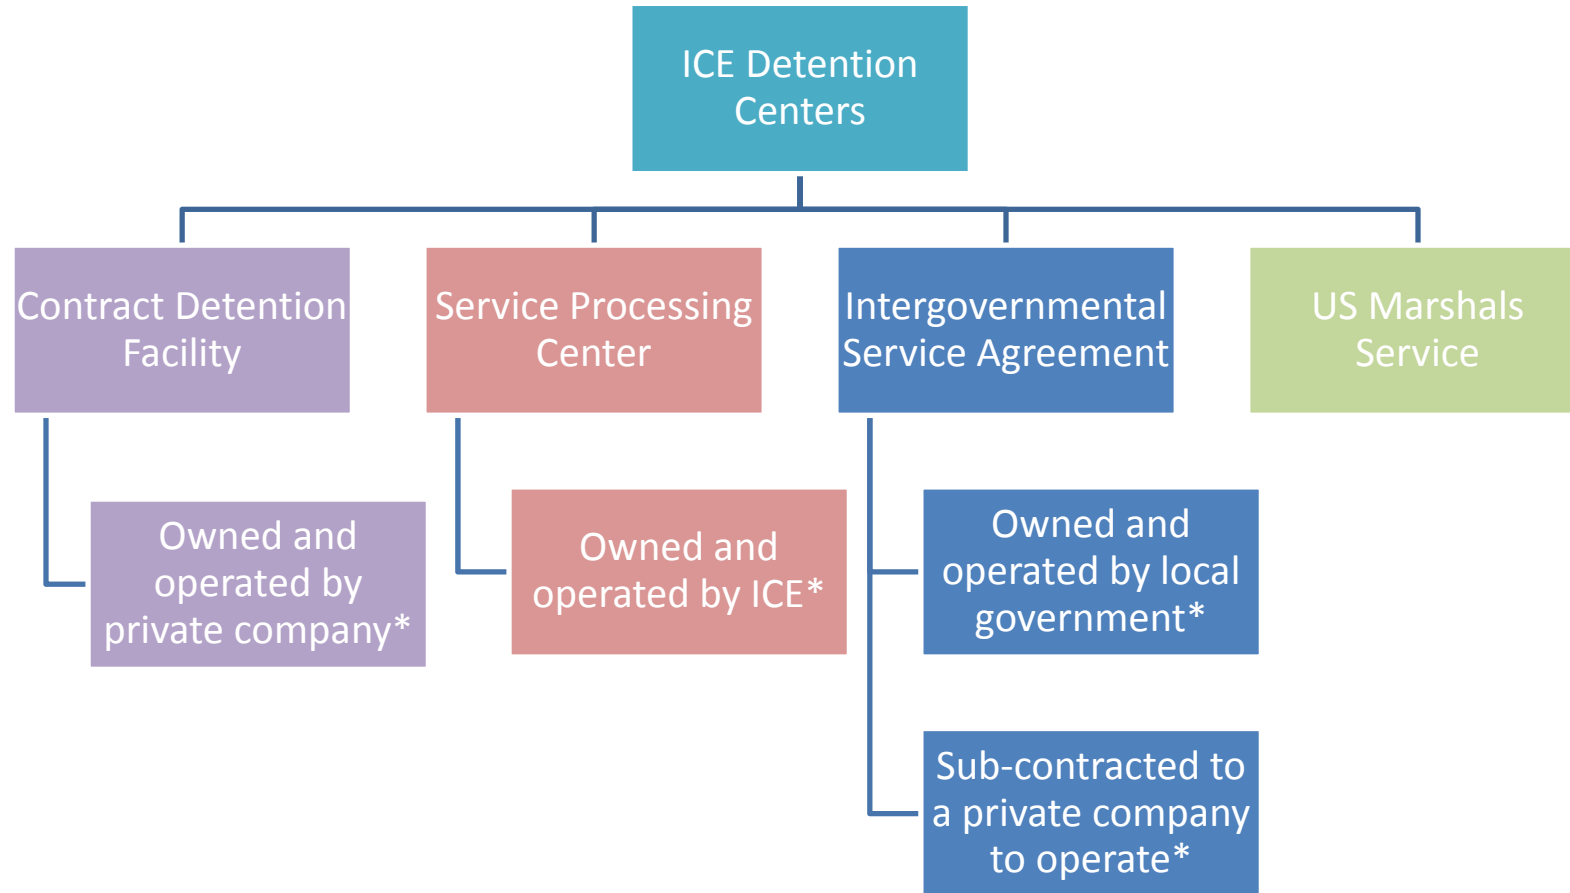 ICE Detention
Centers
Contract Detention
Facility
Service Processing
Center
Intergovernmental
Service Agreement
US Marshals
Service
Owned and
operated by
private company*
Owned and
operated by ICE*
Owned and
operated by local
government*
Sub-contracted to
a private company
to operate*